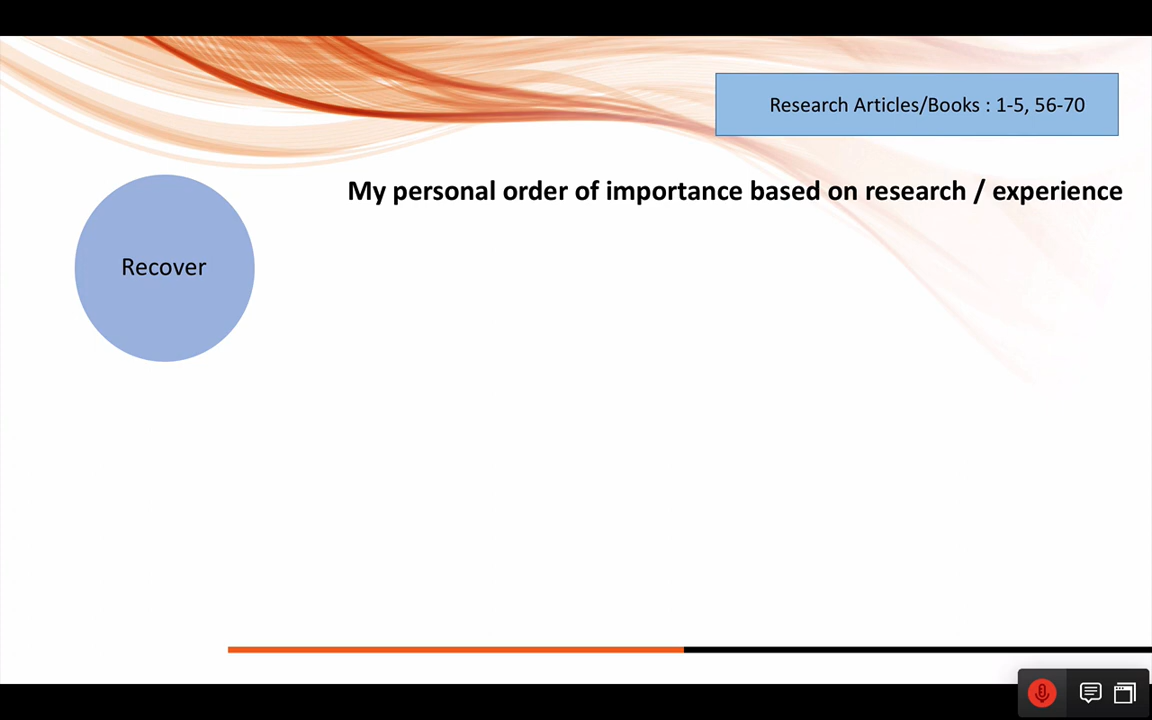 Research Articles/Books : 1-5, 56-70
My personal order of importance based on research / experience
Recover